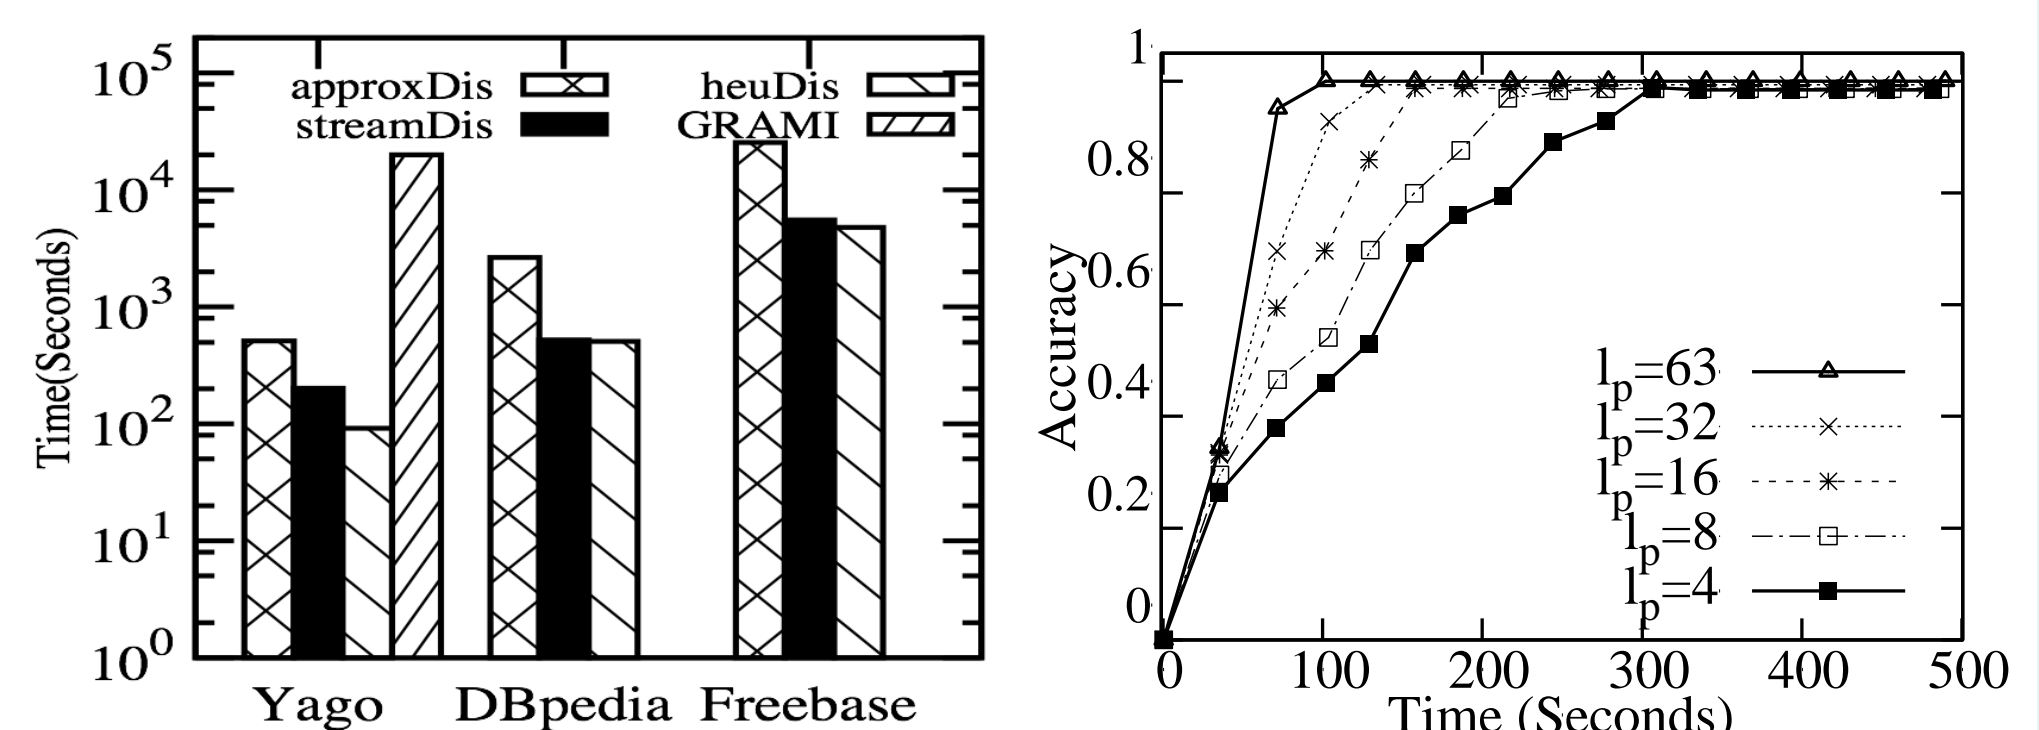 10^5
10^4
10^3
10^2
10^1
10^0
Time(Seconds)
approxDis
streamDis
heuDis
GRAMI
Yago
DBpedia
Freebase
1
0.8
0.6
0.4
0.2
0
Accuracy
l_p=63
l_p=32
l_p=16
l_p=8
l_p=4
0 100 200 300 400 500
Time (Seconds)